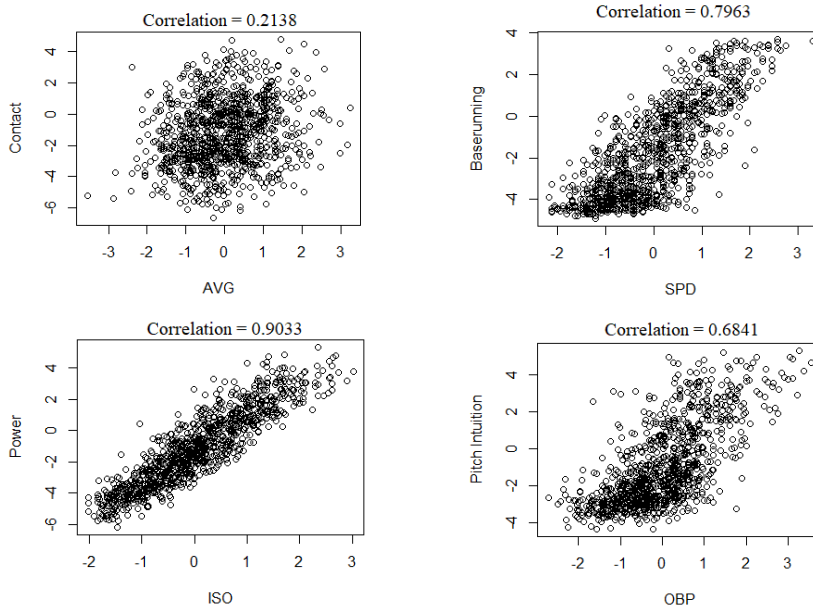 Correlation = 0.2138
4
2
0
-2
-4
-6
Contact
-3 -2 -1 0 1 2 3
AVG
Correlation = 0.7963
4
2
0
-2
-4
Baserunning
-2 -1 0 1 2 3
SPD
Correlation = 0.9033
4
2
0
-2
-4
-6
Power
-2 -1 0 1 2 3
ISO
Correlation = 0.6841
4
2
0
-2
-4
Pitch Intuition
-2 -1 0 1 2 3
OBP